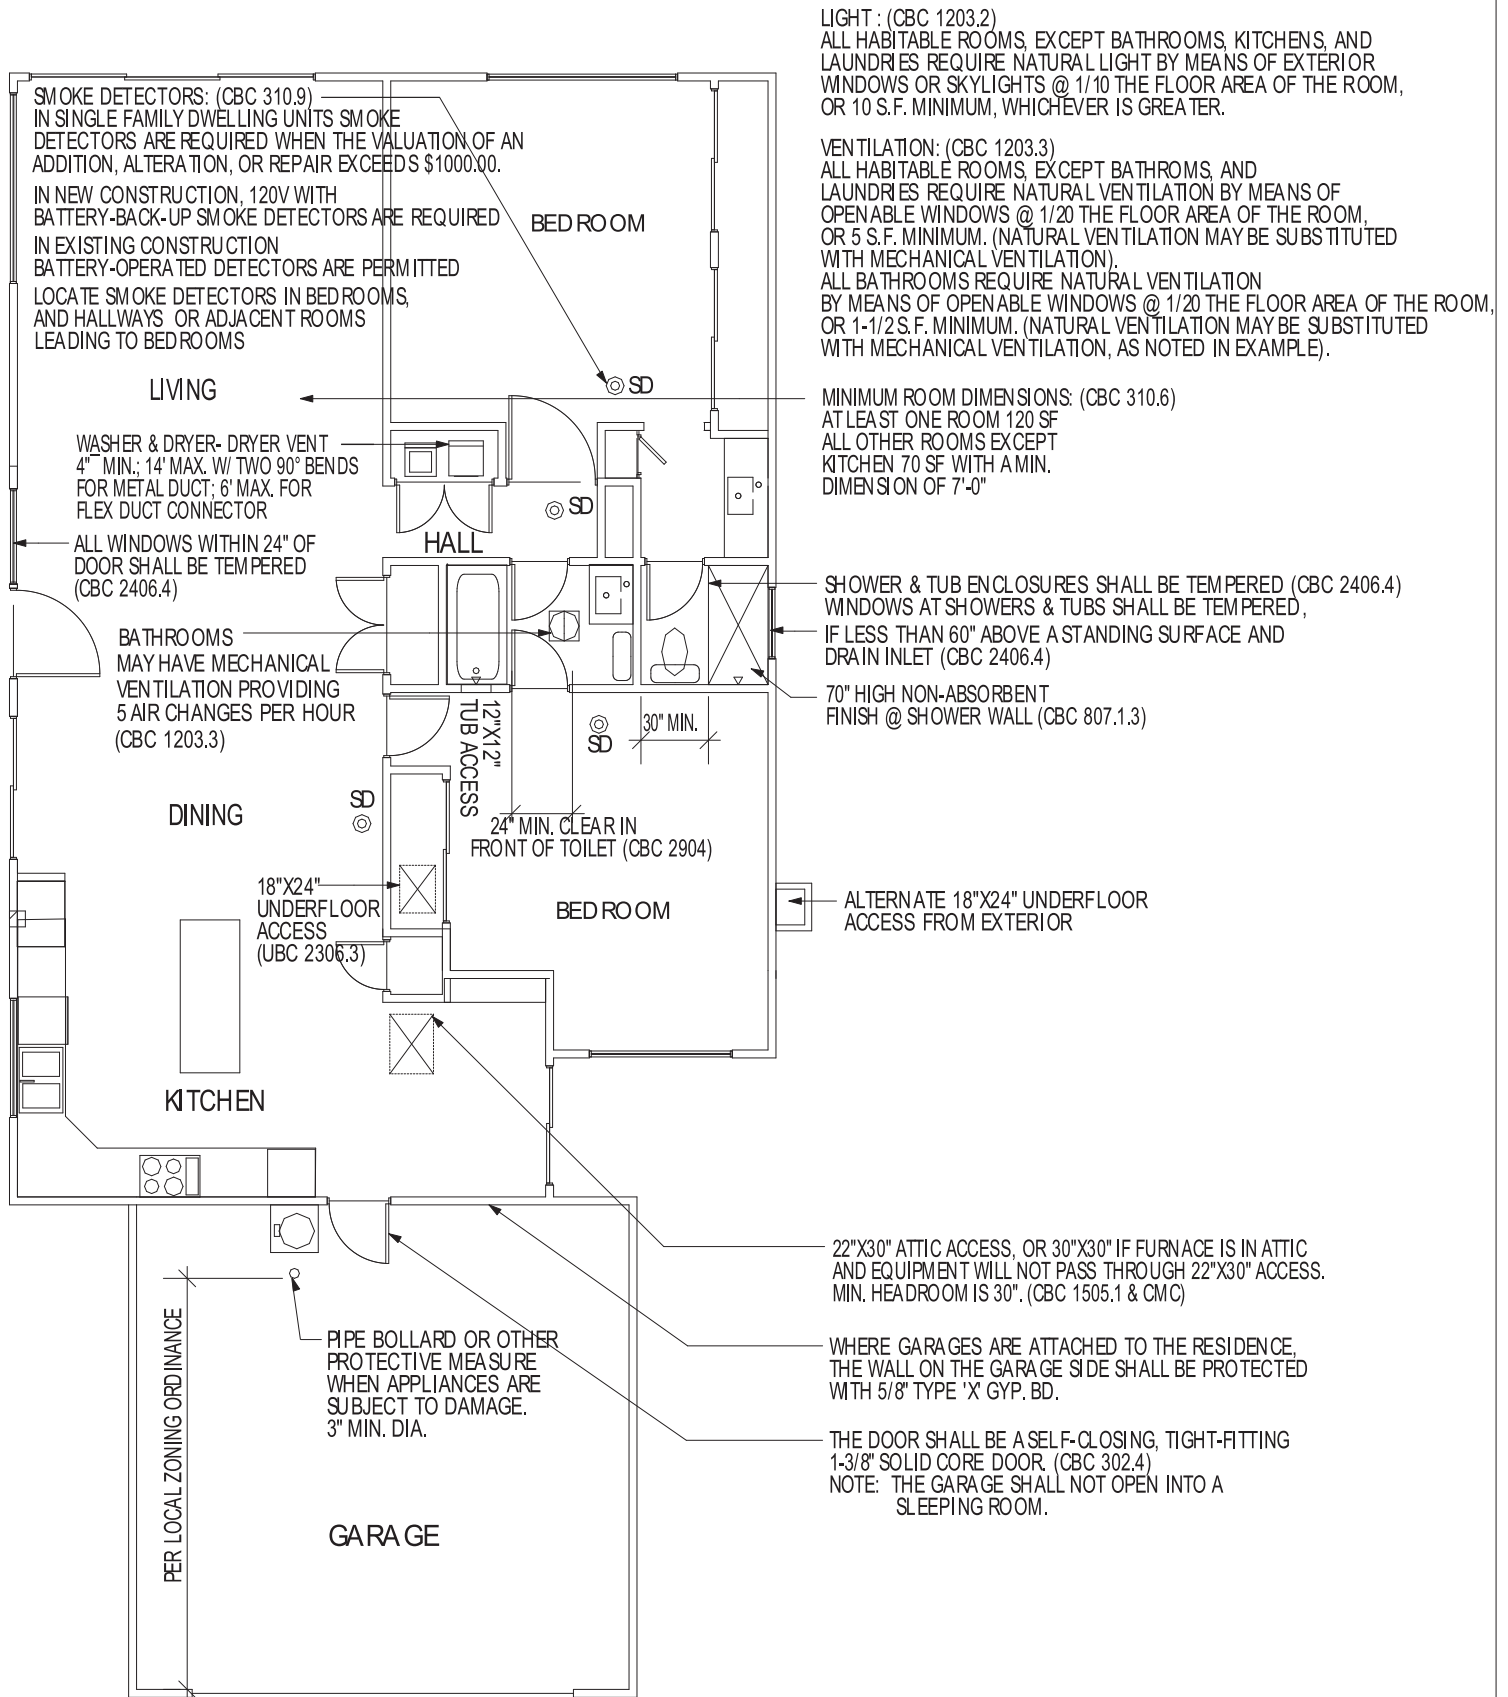 LIGHT : (CBC 1203.2)
ALL HABITABLE ROOMS, EXCEPT BATHROOMS, KITCHENS, AND
LAUNDRIES REQUIRE NATURAL LIGHT BY MEANS OF EXTERIOR
WINDOWS OR SKYLIGHTS @ 1/10 THE FLOOR AREA OF THE ROOM,
OR 10 S.F. MINIMUM, WHICHEVER IS GREATER.
VENTILATION: (CBC 1203.3)
ALL HABITABLE ROOMS, EXCEPT BATHROMS, AND
LAUNDRIES REQUIRE NATURAL VENTILATION BY MEANS OF
OPENABLE WINDOWS @ 1/20 THE FLOOR AREA OF THE ROOM,
OR 5 S.F. MINIMUM. (NATURAL VENTILATION MAY BE SUBSTITUTED
WITH MECHANICAL VENTILATION).
ALL BATHROOMS REQUIRE NATURAL VENTILATION
BY MEANS OF OPENABLE WINDOWS @ 1/20 THE FLOOR AREA OF THE ROOM,
OR 1-1/2 S.F. MINIMUM. (NATURAL VENTILATION MAY BE SUBSTITUTED
WITH MECHANICAL VENTILATION, AS NOTED IN EXAMPLE).
SMOKE DETECTORS: (CBC 310.9)
IN SINGLE FAMILY DWELLING UNITS SMOKE
DETECTORS ARE REQUIRED WHEN THE VALUATION OF AN
ADDITION, ALTERATION, OR REPAIR EXCEEDS $1000.00.
IN NEW CONSTRUCTION, 120V WITH
BATTERY-BACK-UP SMOKE DETECTORS ARE REQUIRED
IN EXISTING CONSTRUCTION
BATTERY-OPERATED DETECTORS ARE PERMITTED
LOCATE SMOKE DETECTORS IN BEDROOMS,
AND HALLWAYS OR ADJACENT ROOMS
LEADING TO BEDROOMS
BEDROOM
SD
LIVING
MINIMUM ROOM DIMENSIONS: (CBC 310.6)
AT LEAST ONE ROOM 120 SF
ALL OTHER ROOMS EXCEPT
KITCHEN 70 SF WITH A MIN.
DIMENSION OF 7'-0"
WASHER & DRYER- DRYER VENT
4" MIN.; 14' MAX. W/ TWO 90° BENDS
FOR METAL DUCT; 6' MAX. FOR
FLEX DUCT CONNECTOR
SD
HALL
ALL WINDOWS WITHIN 24" OF
DOOR SHALL BE TEMPERED
(CBC 2406.4)
SHOWER & TUB ENCLOSURES SHALL BE TEMPERED (CBC 2406.4)
WINDOWS AT SHOWERS & TUBS SHALL BE TEMPERED,
IF LESS THAN 60" ABOVE A STANDING SURFACE AND
DRAIN INLET (CBC 2406.4)
BATHROOMS
MAY HAVE MECHANICAL
VENTILATION PROVIDING
5 AIR CHANGES PER HOUR
(CBC 1203.3)
70" HIGH NON-ABSORBENT
FINISH @ SHOWER WALL (CBC 807.1.3)
12"X12"
TUB ACCESS
SD
30" MIN.
DINING
SD
24" MIN. CLEAR IN
FRONT OF TOILET (CBC 2904)
18"X24"
UNDERFLOOR
ACCESS
(UBC 2306.3)
BEDROOM
ALTERNATE 18"X24" UNDERFLOOR
ACCESS FROM EXTERIOR
KITCHEN
22"X30" ATTIC ACCESS, OR 30"X30" IF FURNACE IS IN ATTIC
AND EQUIPMENT WILL NOT PASS THROUGH 22"X30" ACCESS.
MIN. HEADROOM IS 30". (CBC 1505.1 & CMC)
PIPE BOLLARD OR OTHER
PROTECTIVE MEASURE
WHEN APPLIANCES ARE
SUBJECT TO DAMAGE.
3" MIN. DIA.
WHERE GARAGES ARE ATTACHED TO THE RESIDENCE,
THE WALL ON THE GARAGE SIDE SHALL BE PROTECTED
WITH 5/8" TYPE 'X' GYP. BD.
THE DOOR SHALL BE A SELF-CLOSING, TIGHT-FITTING
1-3/8" SOLID CORE DOOR. (CBC 302.4)
NOTE: THE GARAGE SHALL NOT OPEN INTO A
SLEEPING ROOM.
PER LOCAL ZONING ORDINANCE
GARAGE